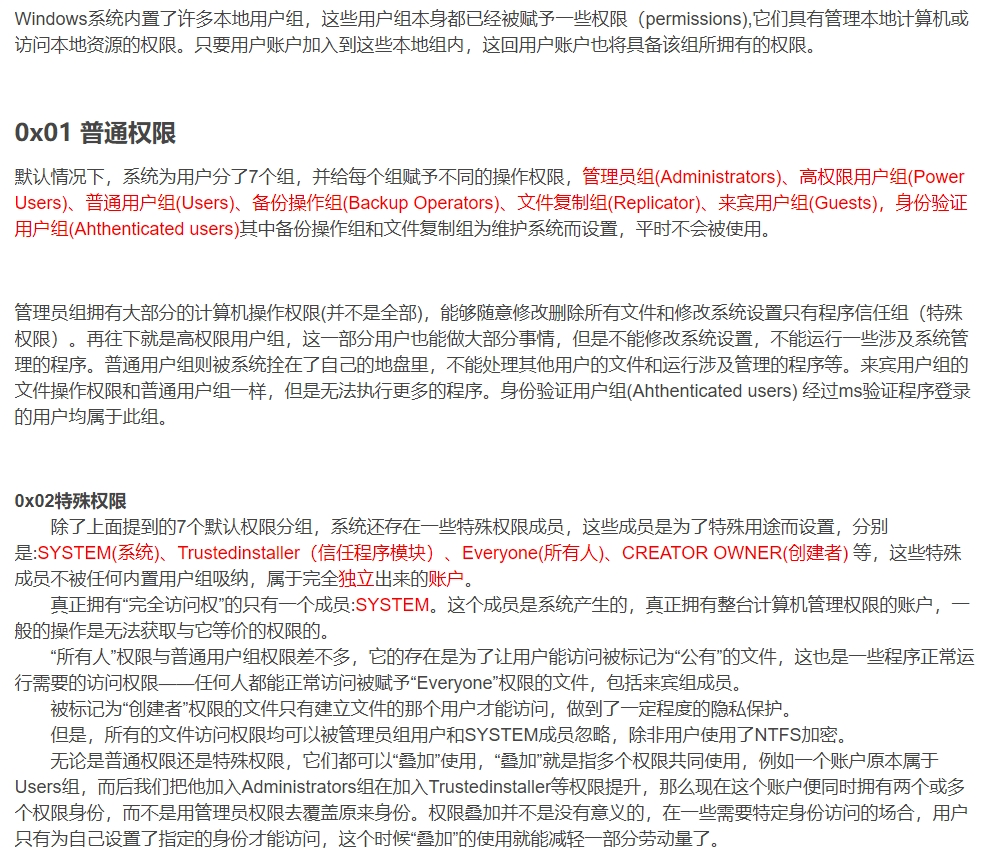 Windows系统内置了许多本地用户组，这些用户组本身都已经被赋予一些权限（permissions),它们具有管理本地计算机或
访问本地资源的权限。只要用户账户加入到这些本地组内，这回用户账户也将具备该组所拥有的权限。
0x01 普通权限
默认情况下，系统为用户分了7个组，并给每个组赋予不同的操作权限，管理员组(Administrators)、高权限用户组(Power
Users)、普通用户组(Users)、备份操作组(Backup Operators)、文件复制组(Replicator)、来宾用户组(Guests)，身份验证
用户组(Ahthenticated users)其中备份操作组和文件复制组为维护系统而设置，平时不会被使用。
管理员组拥有大部分的计算机操作权限(并不是全部)，能够随意修改删除所有文件和修改系统设置只有程序信任组（特殊
权限）。再往下就是高权限用户组，这一部分用户也能做大部分事情，但是不能修改系统设置，不能运行一些涉及系统管
理的程序。普通用户组则被系统拴在了自己的地盘里，不能处理其他用户的文件和运行涉及管理的程序等。来宾用户组的
文件操作权限和普通用户组一样，但是无法执行更多的程序。身份验证用户组(Ahthenticated users) 经过ms验证程序登录
的用户均属于此组。
0x02特殊权限
除了上面提到的7个默认权限分组，系统还存在一些特殊权限成员，这些成员是为了特殊用途而设置，分别
是:SYSTEM(系统)、Trustedinstaller（信任程序模块）、Everyone(所有人)、CREATOR OWNER(创建者) 等，这些特殊
成员不被任何内置用户组吸纳，属于完全独立出来的账户。
真正拥有“完全访问权”的只有一个成员:SYSTEM。这个成员是系统产生的，真正拥有整台计算机管理权限的账户，一
般的操作是无法获取与它等价的权限的。
“所有人”权限与普通用户组权限差不多，它的存在是为了让用户能访问被标记为“公有”的文件，这也是一些程序正常运
行需要的访问权限——任何人都能正常访问被赋予“Everyone”权限的文件，包括来宾组成员。
被标记为“创建者”权限的文件只有建立文件的那个用户才能访问，做到了一定程度的隐私保护。
但是，所有的文件访问权限均可以被管理员组用户和SYSTEM成员忽略，除非用户使用了NTFS加密。
无论是普通权限还是特殊权限，它们都可以“叠加”使用，“叠加”就是指多个权限共同使用，例如一个账户原本属于
Users组，而后我们把他加入Administrators组在加入Trustedinstaller等权限提升，那么现在这个账户便同时拥有两个或多
个权限身份，而不是用管理员权限去覆盖原来身份。权限叠加并不是没有意义的，在一些需要特定身份访问的场合，用户
只有为自己设置了指定的身份才能访问，这个时候“叠加”的使用就能减轻一部分劳动量了。